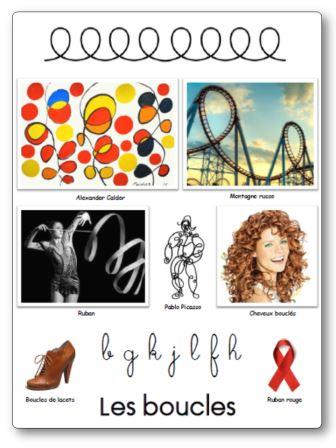 Alexander Calder
Montagne russe
Ruban
Pablo Picasso
Cheveux bouclés
b g k j l f h
Boucles de lacets
Ruban rouge
Les boucles